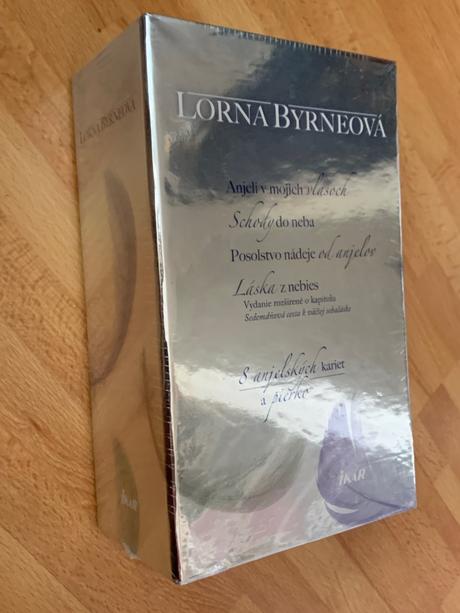 LORNA BYRNEOVÁ
LORNA BYRNEOVÁ
Anjeli v mojich vlasoch
Schody do neba
Posolstvo nádeje od anjelov
Láska z nebies
Vydanie rozšírené o kapitolu
Sedemdňová cesta k väčšej sebaláske
8 anjelských kariet
a pierko
IKAR
IKAR